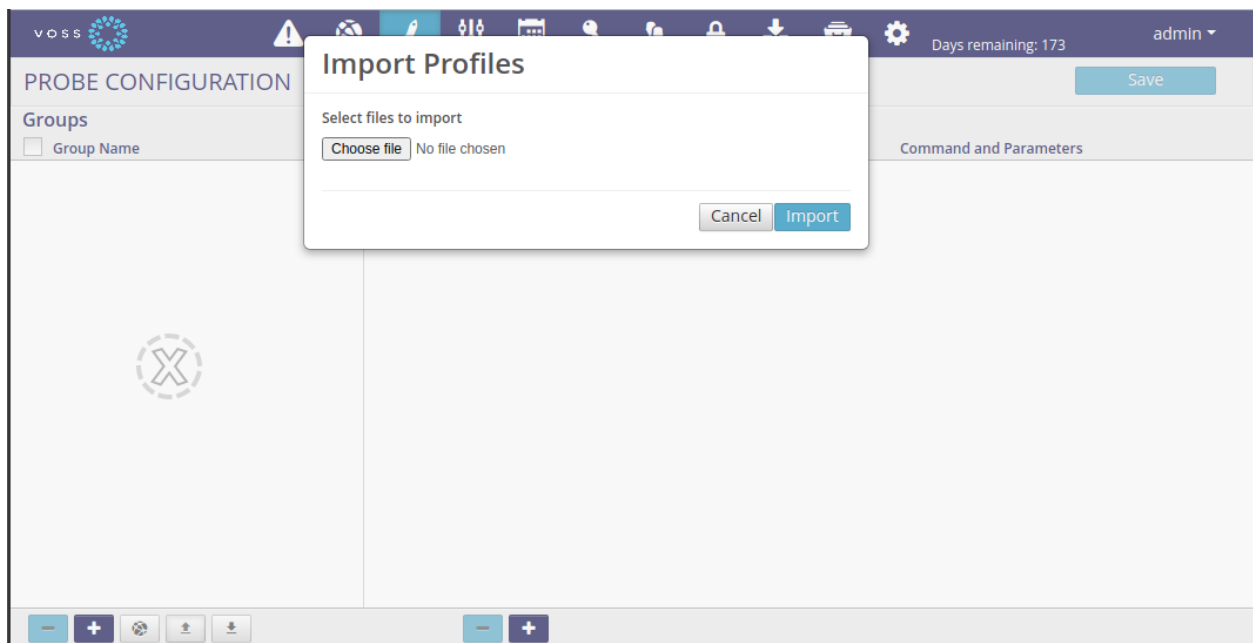 voss
Days remaining: 173
admin
PROBE CONFIGURATION
Save
Import Profiles
Select files to import
Choose file No file chosen
Cancel Import
Groups
Group Name
Command and Parameters